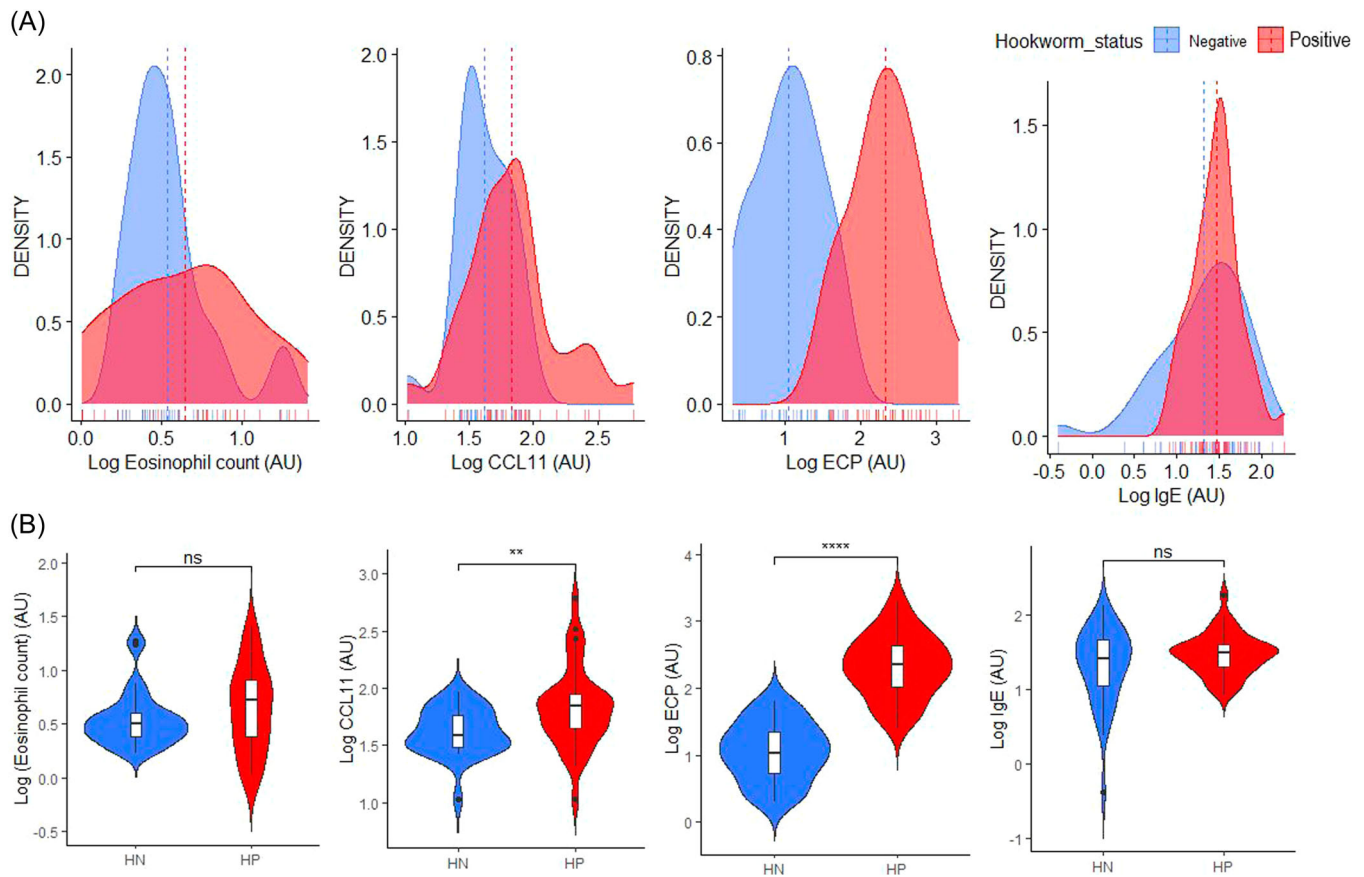 (A)
Hookworm_status Negative Positive
DENSITY
2.0
1.5
1.0
0.5
0.0
0.0 0.5 1.0
Log Eosinophil count (AU)
DENSITY
2.0
1.5
1.0
0.5
0.0
1.0 1.5 2.0 2.5
Log CCL11 (AU)
DENSITY
0.8
0.6
0.4
0.2
0.0
1 2 3
Log ECP (AU)
DENSITY
1.5
1.0
0.5
0.0
-0.5 0.0 0.5 1.0 1.5 2.0
Log IgE (AU)
(B)
Log (Eosinophil count) (AU)
2.0
1.5
1.0
0.5
0.0
-0.5
ns
HN HP
Log CCL11 (AU)
3.0
2.5
2.0
1.5
1.0
**
HN HP
Log ECP (AU)
4
3
2
1
0
****
HN HP
Log IgE (AU)
2
1
0
-1
ns
HN HP